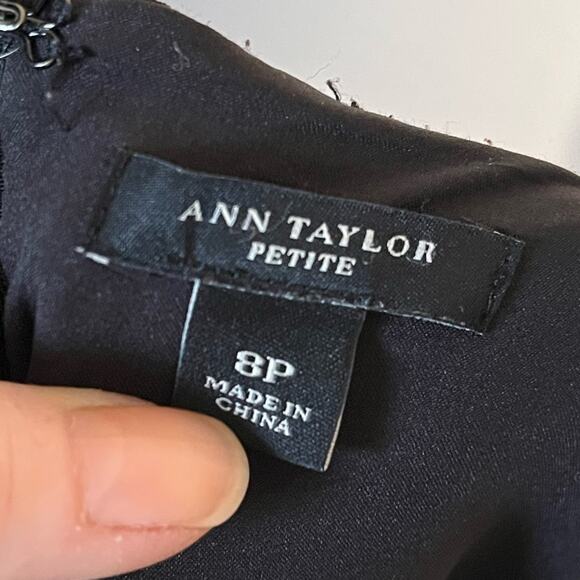 ANN TAYLOR
PETITE
8P
MADE IN
CHINA